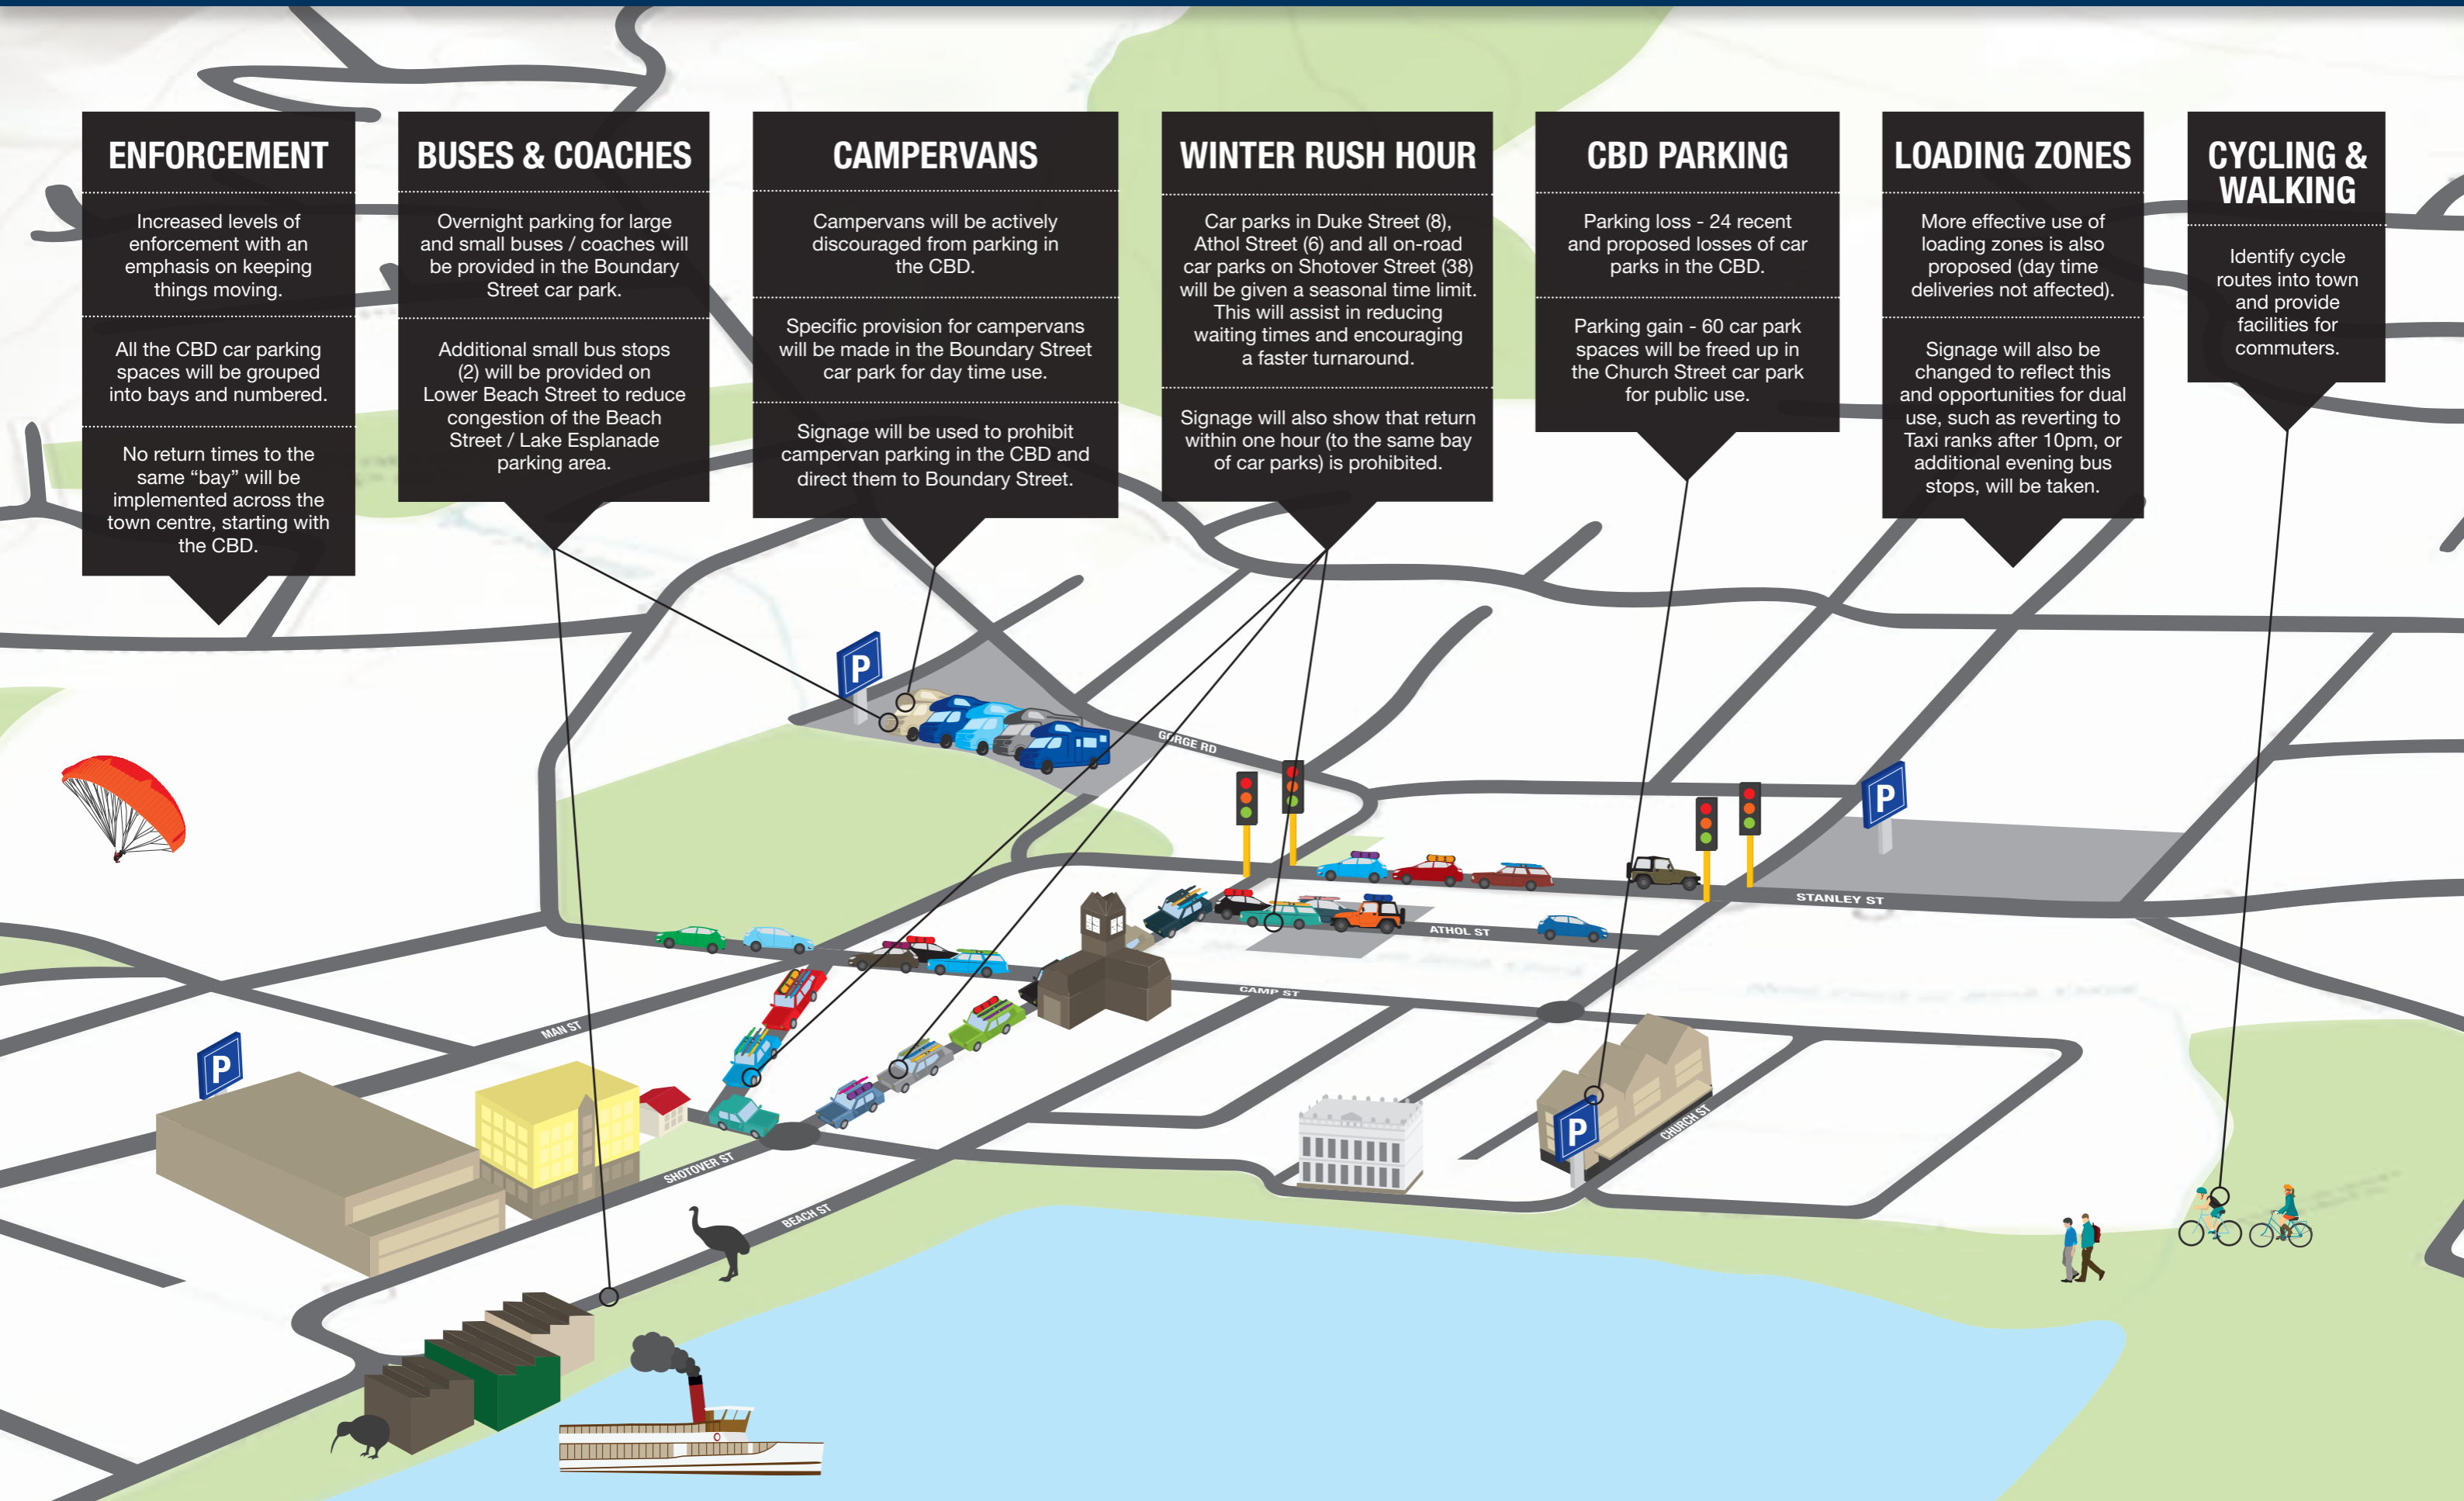 ENFORCEMENT
Increased levels of
enforcement with an
emphasis on keeping
things moving.
All the CBD car parking
spaces will be grouped
into bays and numbered.
No return times to the
same “bay” will be
implemented across the
town centre, starting with
the CBD.
BUSES & COACHES
Overnight parking for large
and small buses / coaches will
be provided in the Boundary
Street car park.
Additional small bus stops
(2) will be provided on
Lower Beach Street to reduce
congestion of the Beach
Street / Lake Esplanade
parking area.
CAMPERVANS
Campervans will be actively
discouraged from parking in
the CBD.
Specific provision for campervans
will be made in the Boundary Street
car park for day time use.
Signage will be used to prohibit
campervan parking in the CBD and
direct them to Boundary Street.
WINTER RUSH HOUR
Car parks in Duke Street (8),
Athol Street (6) and all on-road
car parks on Shotover Street (38)
will be given a seasonal time limit.
This will assist in reducing
waiting times and encouraging
a faster turnaround.
Signage will also show that return
within one hour (to the same bay
of car parks) is prohibited.
CBD PARKING
Parking loss - 24 recent
and proposed losses of car
parks in the CBD.
Parking gain - 60 car park
spaces will be freed up in
the Church Street car park
for public use.
LOADING ZONES
More effective use of
loading zones is also
proposed (day time
deliveries not affected).
Signage will also be
changed to reflect this
and opportunities for dual
use, such as reverting to
Taxi ranks after 10pm, or
additional evening bus
stops, will be taken.
CYCLING &
WALKING
Identify cycle
routes into town
and provide
facilities for
commuters.
P
GORGE RD
P
STANLEY ST
ATHOL ST
CAMP ST
MAN ST
P
P
CHURCH ST
SHOTOVER ST
BEACH ST